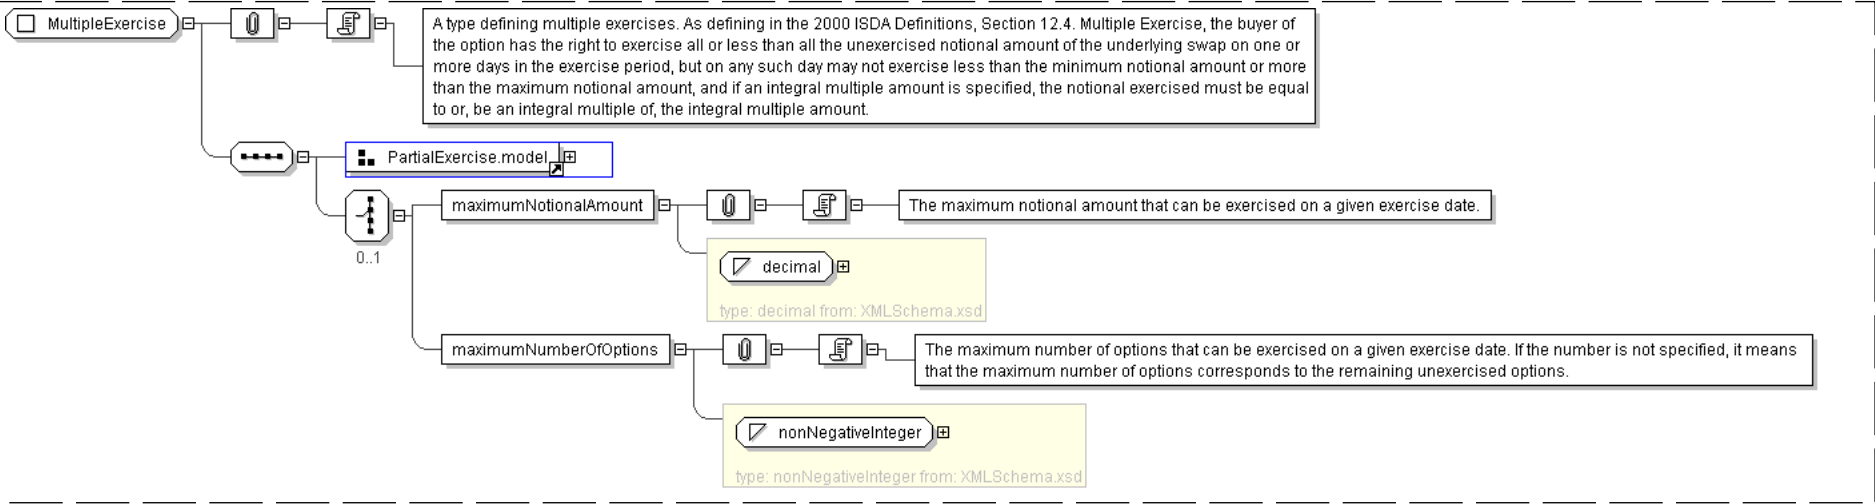 MultipleExercise
A type defining multiple exercises. As defining in the 2000 ISDA Definitions, Section 12.4. Multiple Exercise, the buyer of
the option has the right to exercise all or less than all the unexercised notional amount of the underlying swap on one or
more days in the exercise period, but on any such day may not exercise less than the minimum notional amount or more
than the maximum notional amount, and if an integral multiple amount is specified, the notional exercised must be equal
to or, be an integral multiple of, the integral multiple amount.
PartialExercise.model
0..1
maximumNotionalAmount
The maximum notional amount that can be exercised on a given exercise date.
decimal
type: decimal from: XMLSchema.xsd
maximumNumberOfOptions
The maximum number of options that can be exercised on a given exercise date. If the number is not specified, it means
that the maximum number of options corresponds to the remaining unexercised options.
nonNegativeInteger
type: nonNegativeInteger from: XMLSchema.xsd